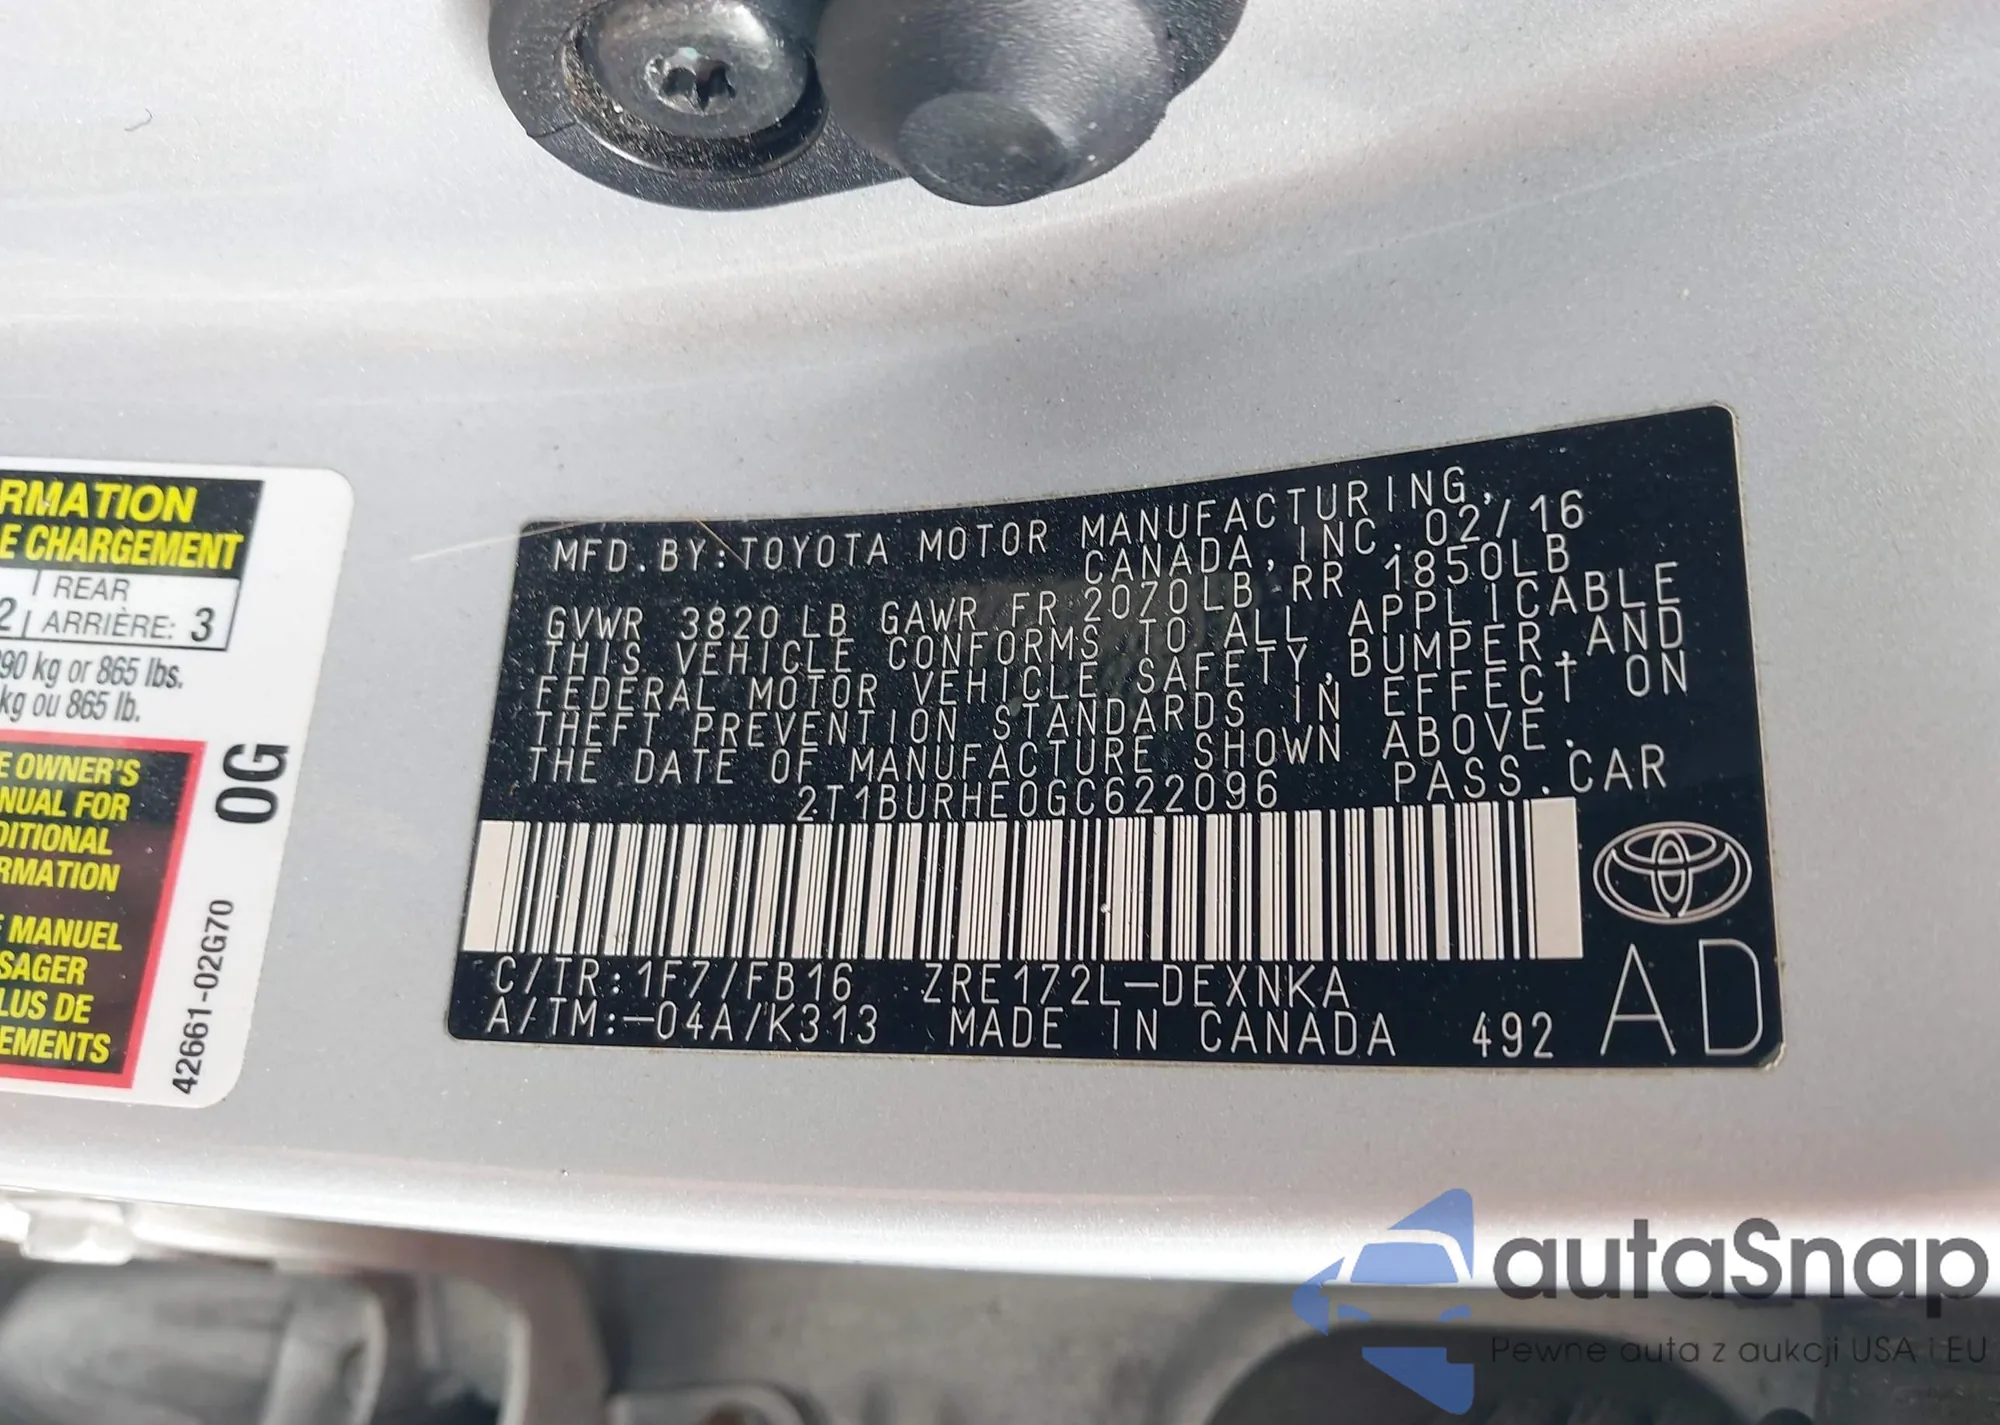 RMATION
E CHARGEMENT
2 REAR
ARRIÈRE: 3
90 kg or 865 lbs.
kg ou 865 lb.
E OWNER'S
NUAL FOR
DITIONAL
RMATION
E MANUEL
SAGER
LUS DE
EMENTS
0G
42661-02G70
MFD.BY:TOYOTA MOTOR MANUFACTURING,
CANADA, INC. 02/16
GVWR 3820 LB GAWR FR 2070LB RR 1850LB
THIS VEHICLE CONFORMS TO ALL APPLICABLE
FEDERAL MOTOR VEHICLE SAFETY, BUMPER, AND
THEFT PREVENTION STANDARDS IN EFFECT ON
THE DATE OF MANUFACTURE SHOWN ABOVE.
2T1BURHE0GC622096 PASS.CAR
C/TR:1F7/FB16 ZRE172L-DEXNKA
A/TM:-04A/K313 MADE IN CANADA 492
AD
autaSnap
Pewne auta z aukcji USA i EU